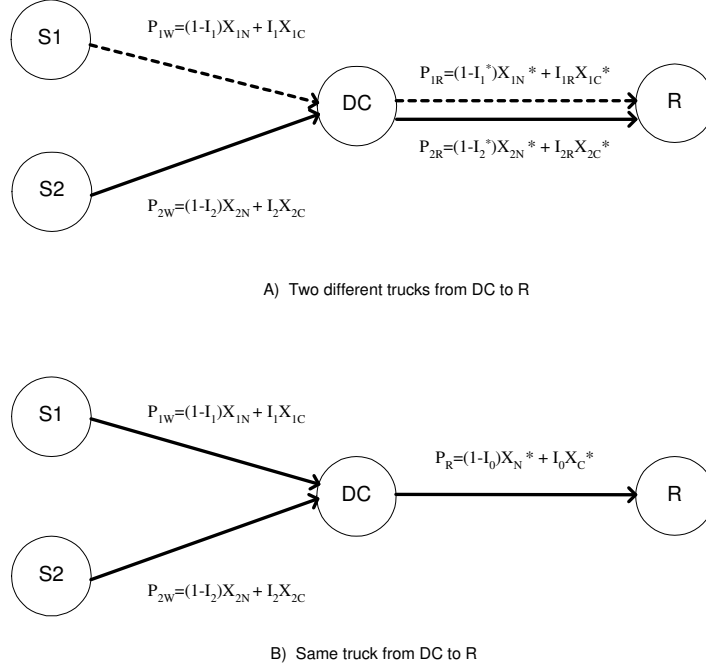 S1
P1W=(1-I1)X1N + I1X1C
DC
P1R=(1-I1*)X1N* + I1RX1C*
R
P2R=(1-I2*)X2N* + I2RX2C*
S2
P2W=(1-I2)X2N + I2X2C
A) Two different trucks from DC to R
S1
P1W=(1-I1)X1N + I1X1C
PR=(1-I0)XN* + I0XC*
DC
R
S2
P2W=(1-I2)X2N + I2X2C
B) Same truck from DC to R